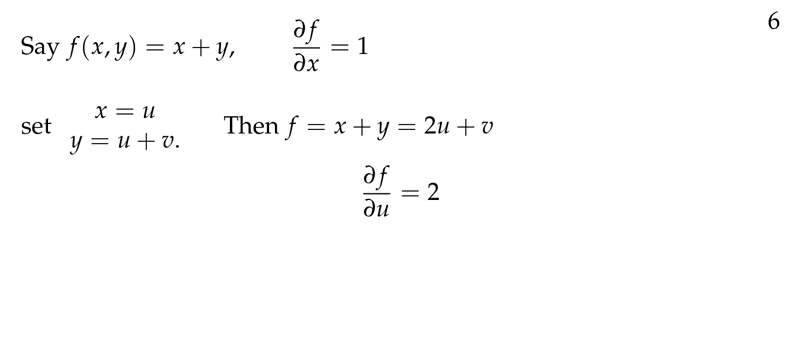 6
Say f(x, y) = x + y, ∂f/∂x = 1
set x = u
y = u + v. Then f = x + y = 2u + v
∂f/∂u = 2